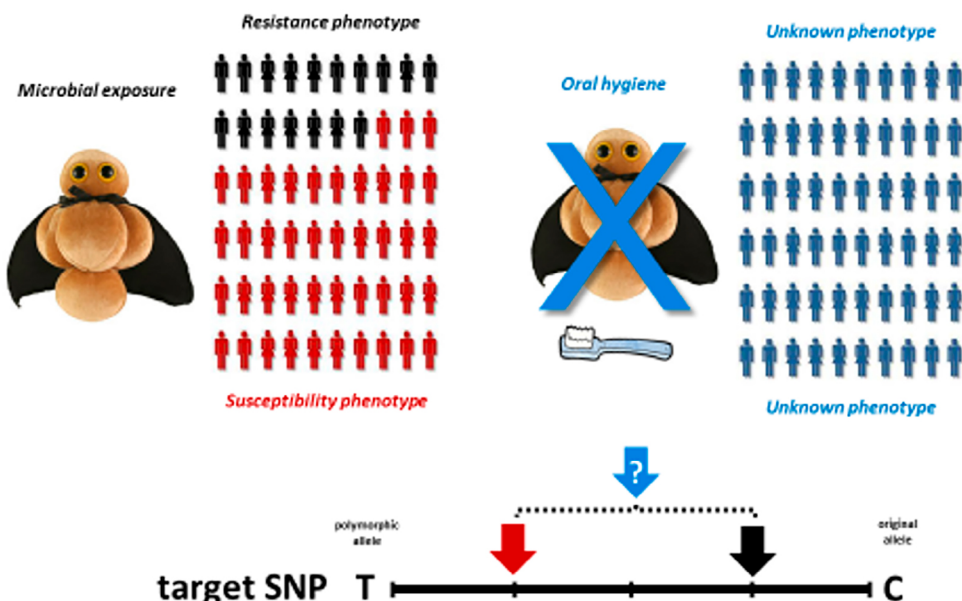 Resistance phenotype
Microbial exposure
Susceptibility phenotype
Oral hygiene
Unknown phenotype
Unknown phenotype
?
polymorphic
allele
original
allele
target SNP T C